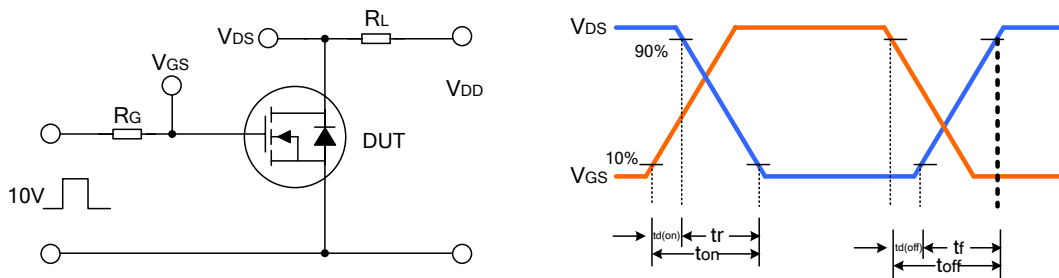 VDS
RL
VGS
VDD
RG
DUT
10V
VDS
90%
10%
VGS
td(on)
tr
ton
td(off)
tf
toff